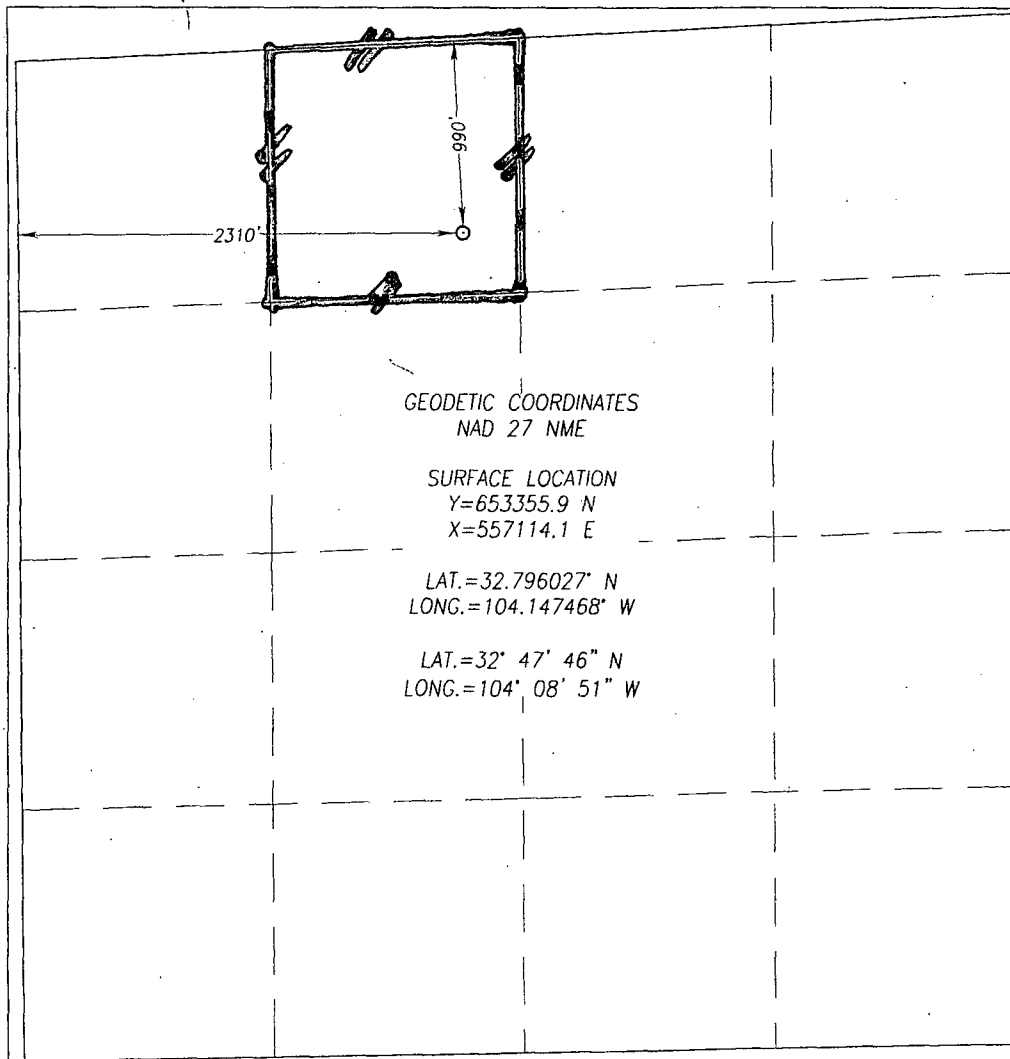 990'
2310'
GEODETIC COORDINATES
NAD 27 NME
SURFACE LOCATION
Y=653355.9 N
X=557114.1 E
LAT.=32.796027° N
LONG.=104.147468° W
LAT.=32° 47' 46" N
LONG.=104° 08' 51" W